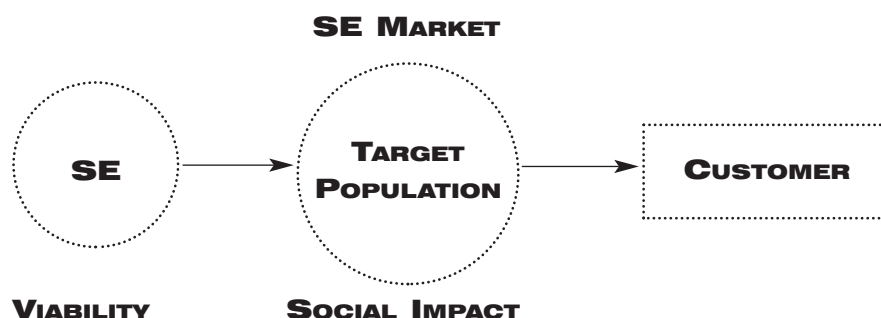 SE MARKET
SE
TARGET
POPULATION
CUSTOMER
VIABILITY
SOCIAL IMPACT